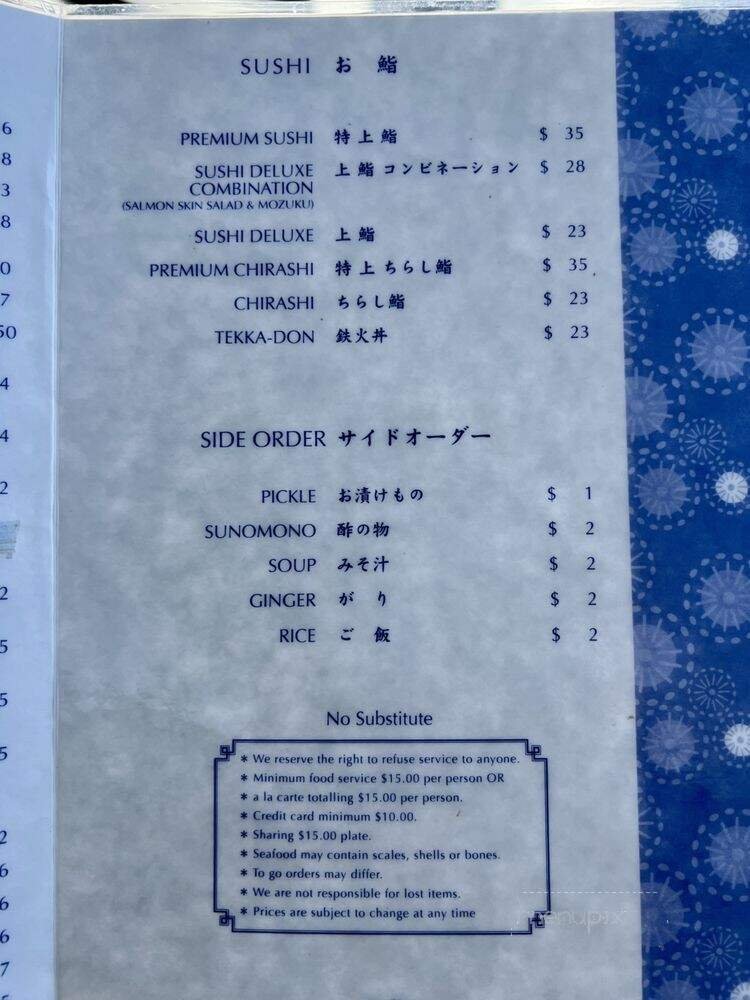 SUSHI お 鮨
PREMIUM SUSHI 特上鮨 $ 35
SUSHI DELUXE 上鮨コンビネーション $ 28
COMBINATION
(SALMON SKIN SALAD & MOZUKU)
SUSHI DELUXE 上鮨 $ 23
PREMIUM CHIRASHI 特上ちらし鮨 $ 35
CHIRASHI ちらし鮨 $ 23
TEKKA-DON 鉄火丼 $ 23
SIDE ORDER サイドオーダー
PICKLE お漬けもの $ 1
SUNOMONO 酢の物 $ 2
SOUP みそ汁 $ 2
GINGER が り $ 2
RICE ご 飯 $ 2
No Substitute
* We reserve the right to refuse service to anyone.
* Minimum food service $15.00 per person OR
* a la carte totalling $15.00 per person.
* Credit card minimum $10.00.
* Sharing $15.00 plate.
* Seafood may contain scales, shells or bones.
* To go orders may differ.
* We are not responsible for lost items.
* Prices are subject to change at any time
menupix